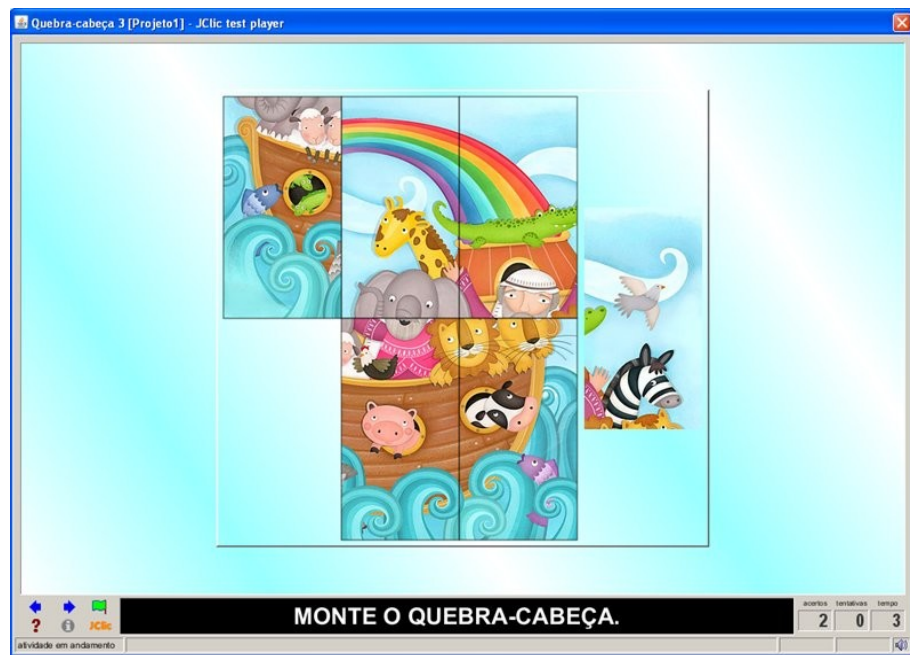 Quebra-cabeça 3 [Projeto1] - JClic test player
MONTE O QUEBRA-CABEÇA.
acertos tentativas tempo
2 0 3
? i JClic
atividade em andamento